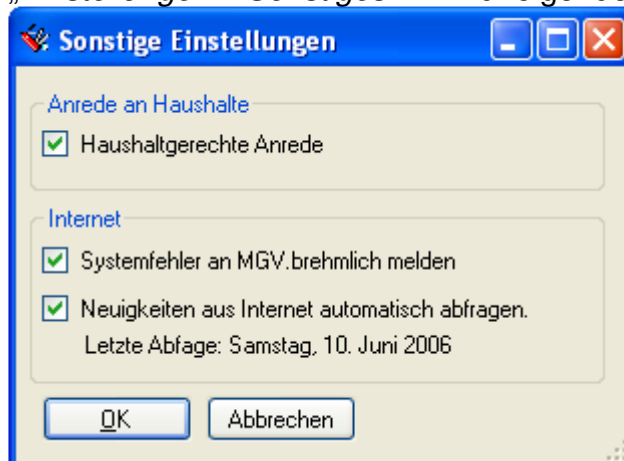 Sonstige Einstellungen
Anrede an Haushalte
Haushaltgerechte Anrede
Internet
Systemfehler an MGV.brehmlich melden
Neuigkeiten aus Internet automatisch abfragen.
Letzte Abfage: Samstag, 10. Juni 2006
OK Abbrechen